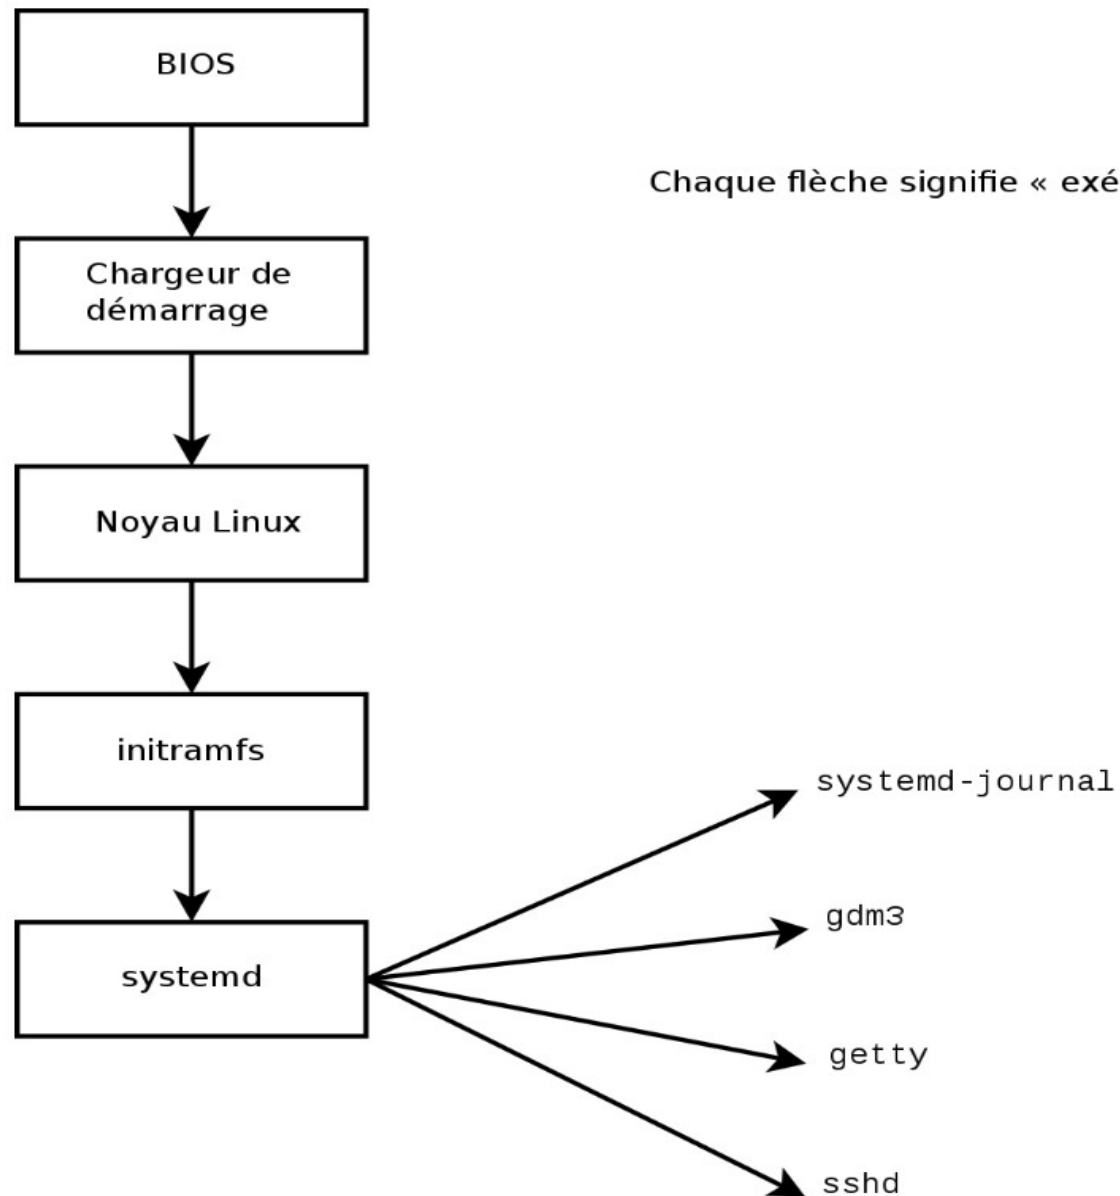 BIOS
Chaque flèche signifie « exé
Chargeur de
démarrage
Noyau Linux
initramfs
systemd-journal
gdm3
systemd
getty
sshd